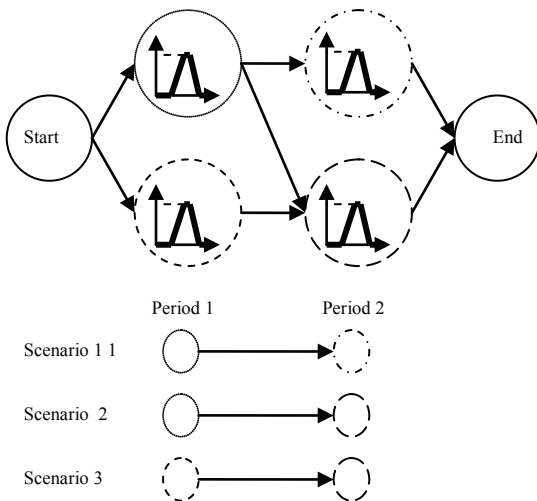 Start
End
Period 1
Period 2
Scenario 1 1
Scenario 2
Scenario 3